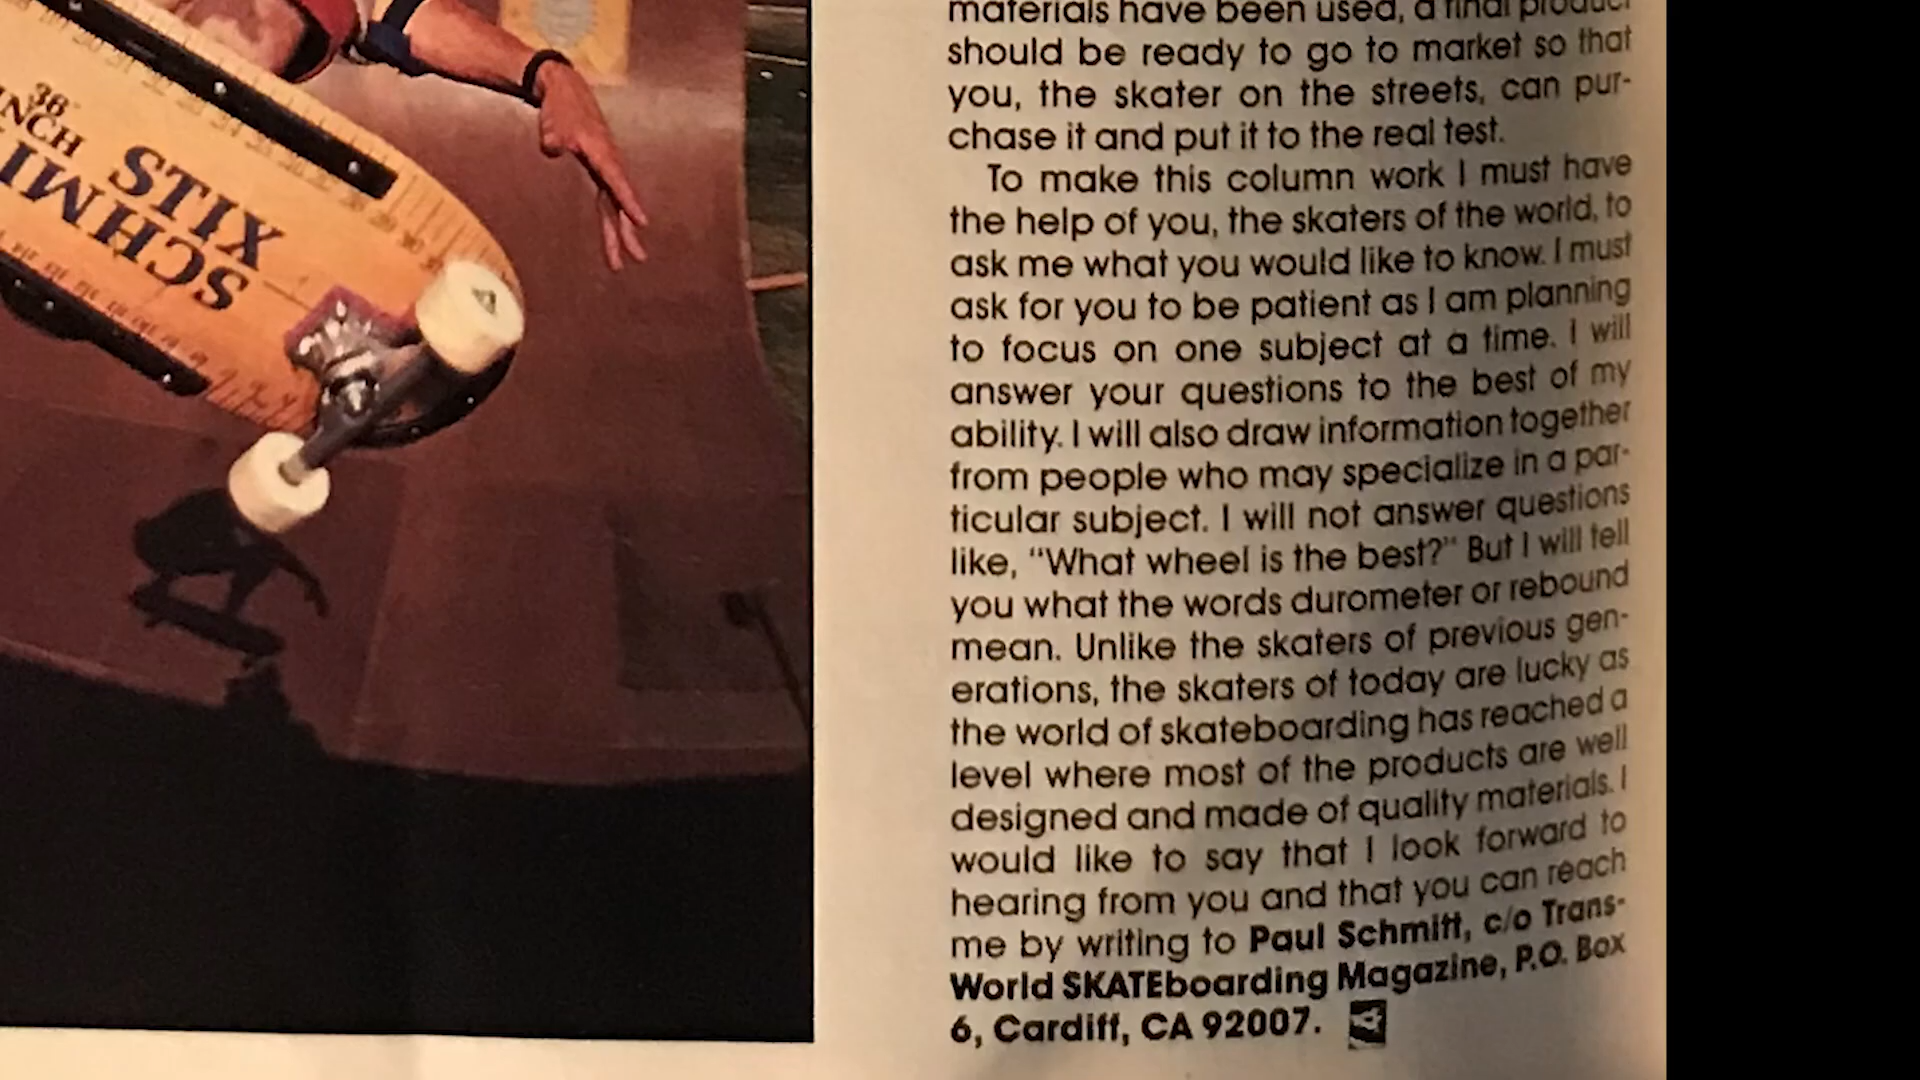 36"
INCH
SCHMI
STIX
materials have been used, a final product
should be ready to go to market so that
you, the skater on the streets, can pur-
chase it and put it to the real test.
To make this column work I must have
the help of you, the skaters of the world, to
ask me what you would like to know. I must
ask for you to be patient as I am planning
to focus on one subject at a time. I will
answer your questions to the best of my
ability. I will also draw information together
from people who may specialize in a par-
ticular subject. I will not answer questions
like, "What wheel is the best?" But I will tell
you what the words durometer or rebound
mean. Unlike the skaters of previous gen-
erations, the skaters of today are lucky as
the world of skateboarding has reached a
level where most of the products are well
designed and made of quality materials. I
would like to say that I look forward to
hearing from you and that you can reach
me by writing to Paul Schmitt, c/o Trans-
World SKATEboarding Magazine, P.O. Box
6, Cardiff, CA 92007.